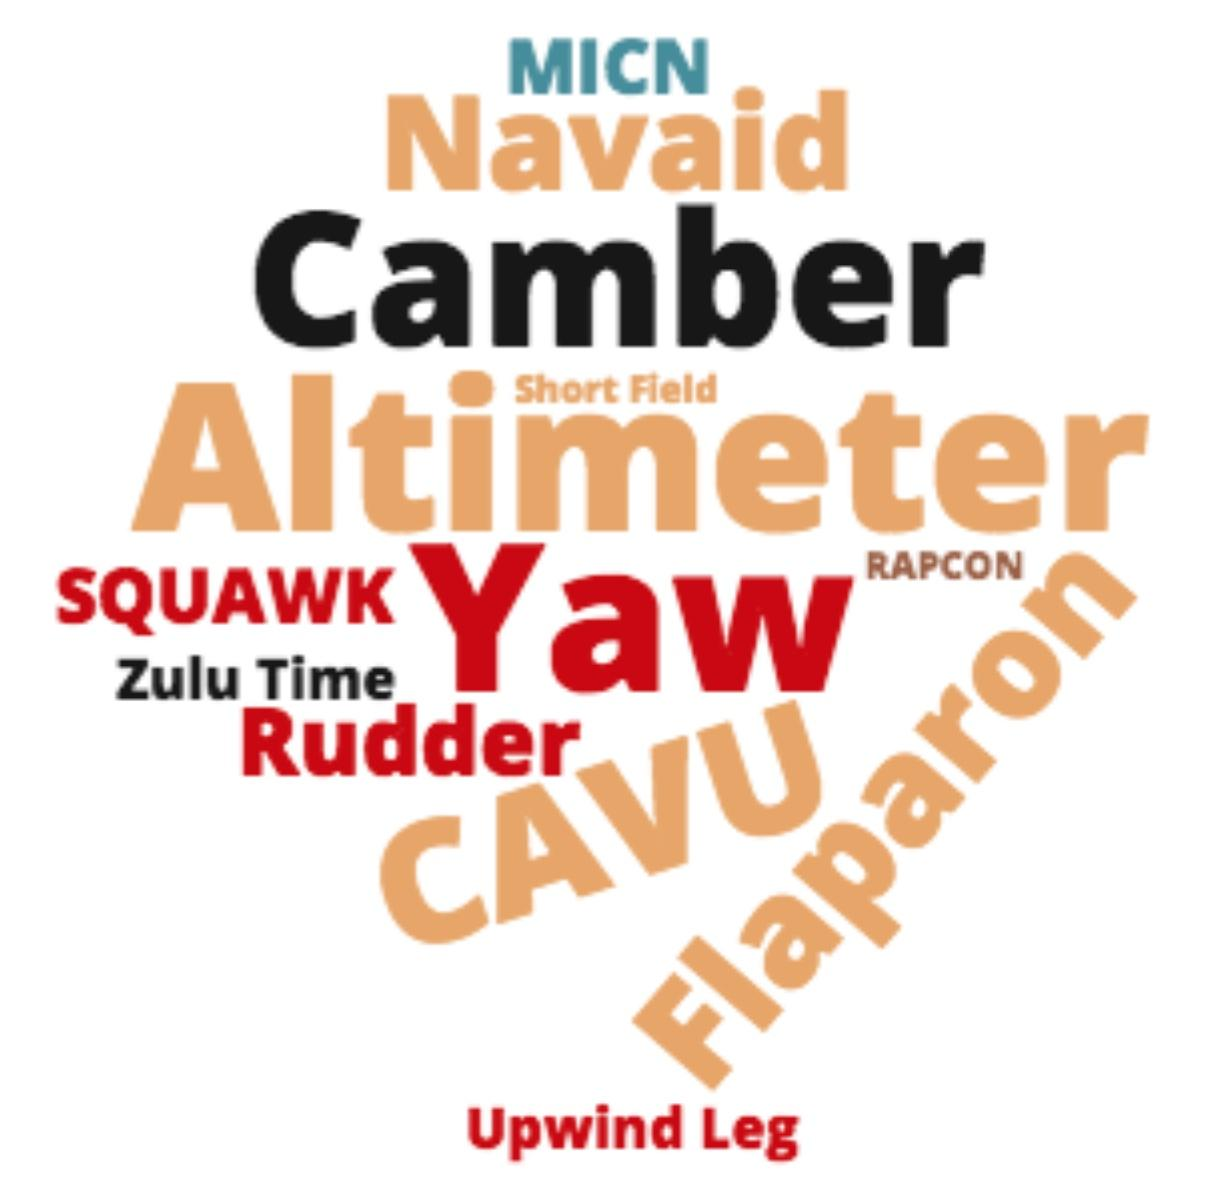 MICN
Navaid
Camber
Short Field
Altimeter
Yaw
RAPCON
SQUAWK
Zulu Time
Rudder
CAVU
Flaparon
Upwind Leg